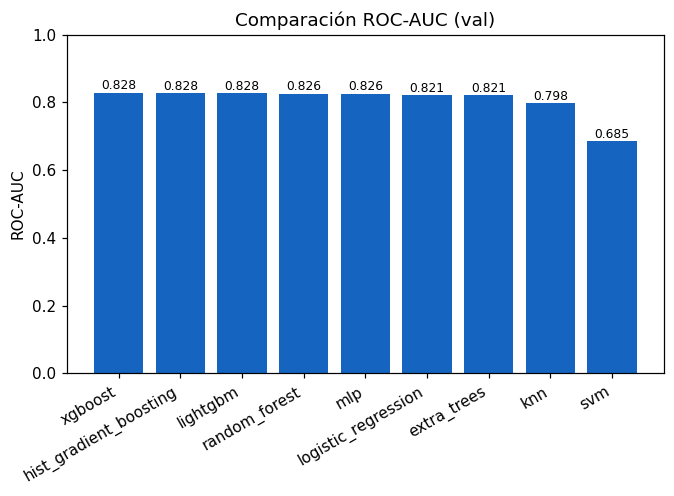 Comparación ROC-AUC (val)
ROC-AUC
1.0
0.8
0.6
0.4
0.2
0.0
0.828 0.828 0.828 0.826 0.826 0.821 0.821 0.798 0.685
xgboost hist_gradient_boosting lightgbm random_forest mlp logistic_regression extra_trees knn svm